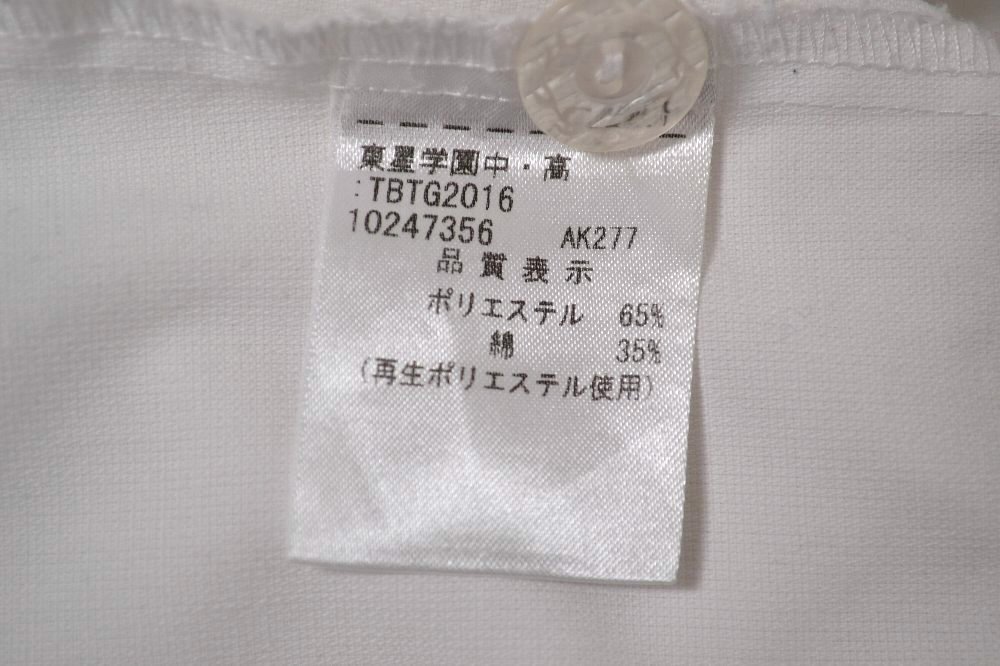 東星学園中・高
:TBTG2016
10247356 AK277
品質表示
ポリエステル 65%
綿 35%
(再生ポリエステル使用)